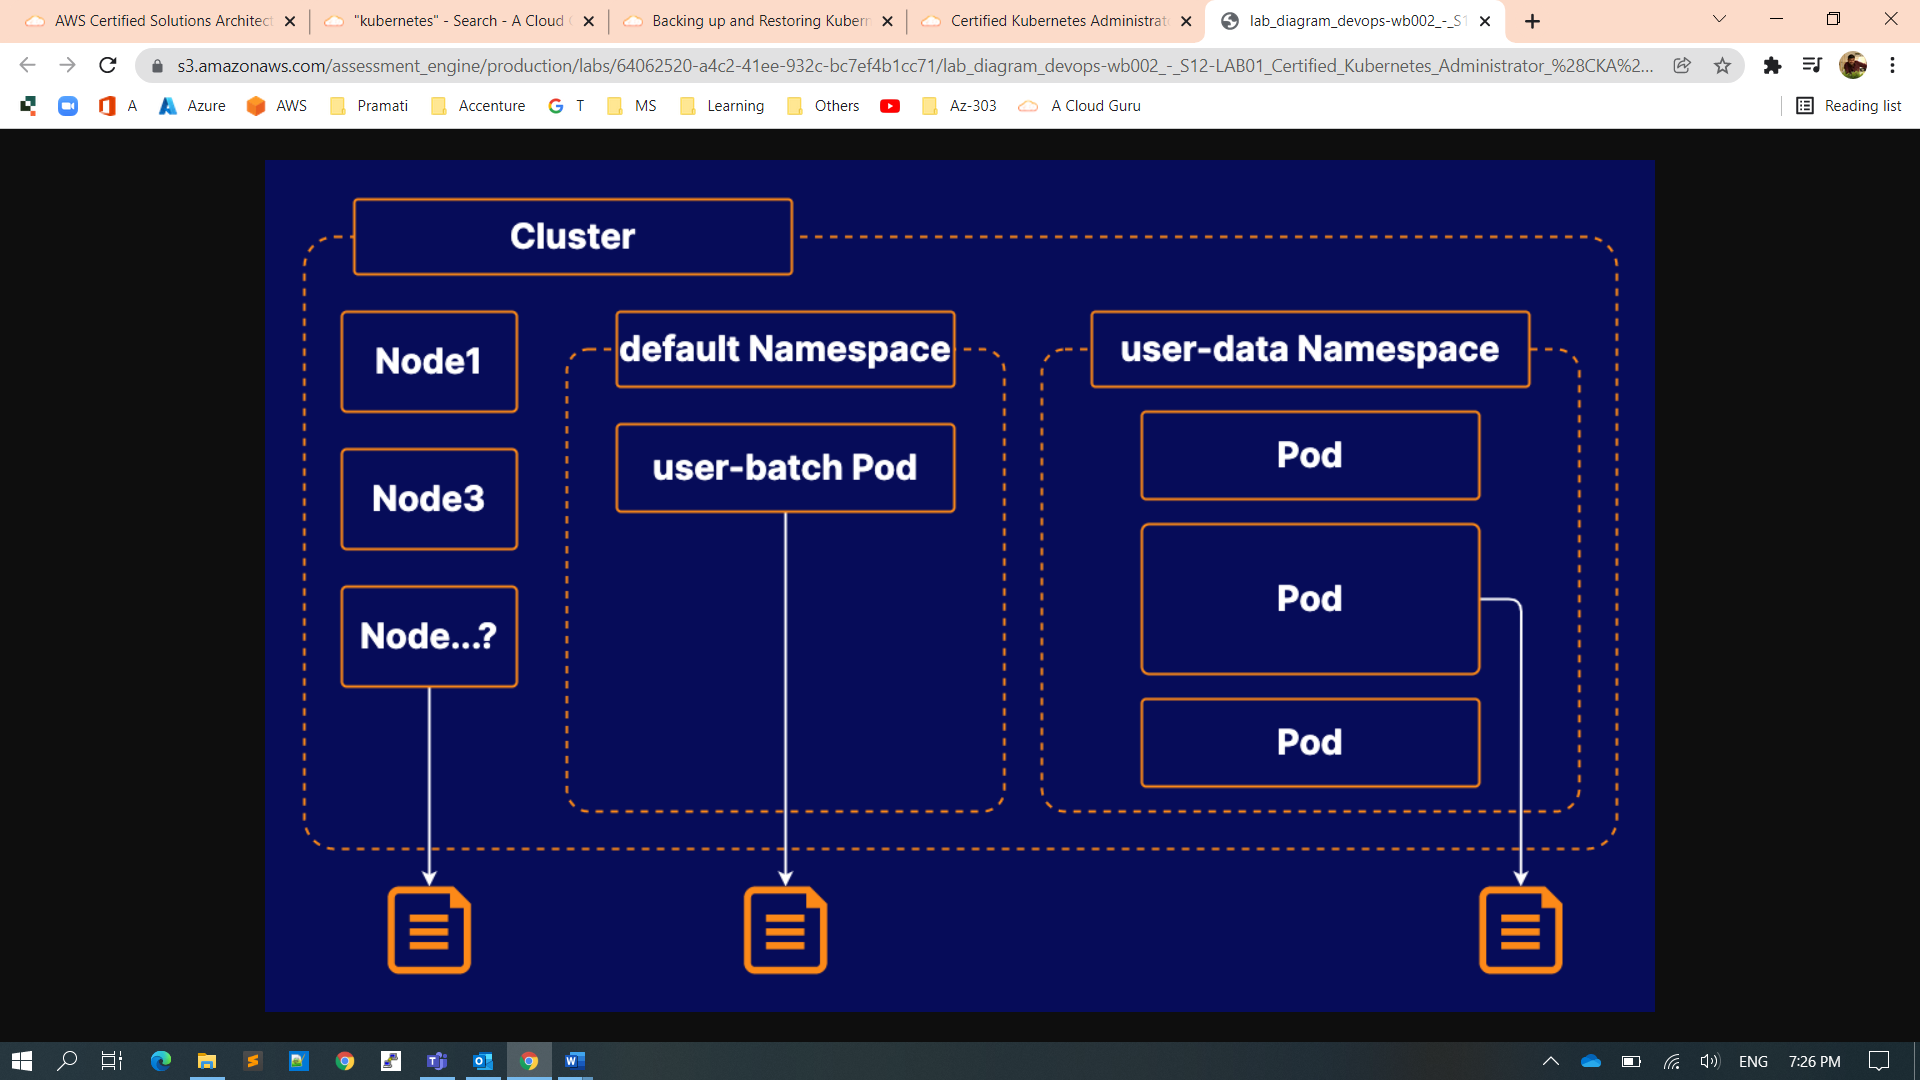 AWS Certified Solutions Architect
"kubernetes" - Search - A Cloud
Backing up and Restoring Kubern
Certified Kubernetes Administrat
lab_diagram_devops-wb002_-_S1
s3.amazonaws.com/assessment_engine/production/labs/64062520-a4c2-41ee-932c-bc7ef4b1cc71/lab_diagram_devops-wb002_-_S12-LAB01_Certified_Kubernetes_Administrator_%28CKA%2...
A
Azure
AWS
Pramati
Accenture
T
MS
Learning
Others
Az-303
A Cloud Guru
Reading list
Cluster
Node1
default Namespace
user-data Namespace
Pod
user-batch Pod
Node3
Pod
Node...?
Pod
ENG
7:26 PM